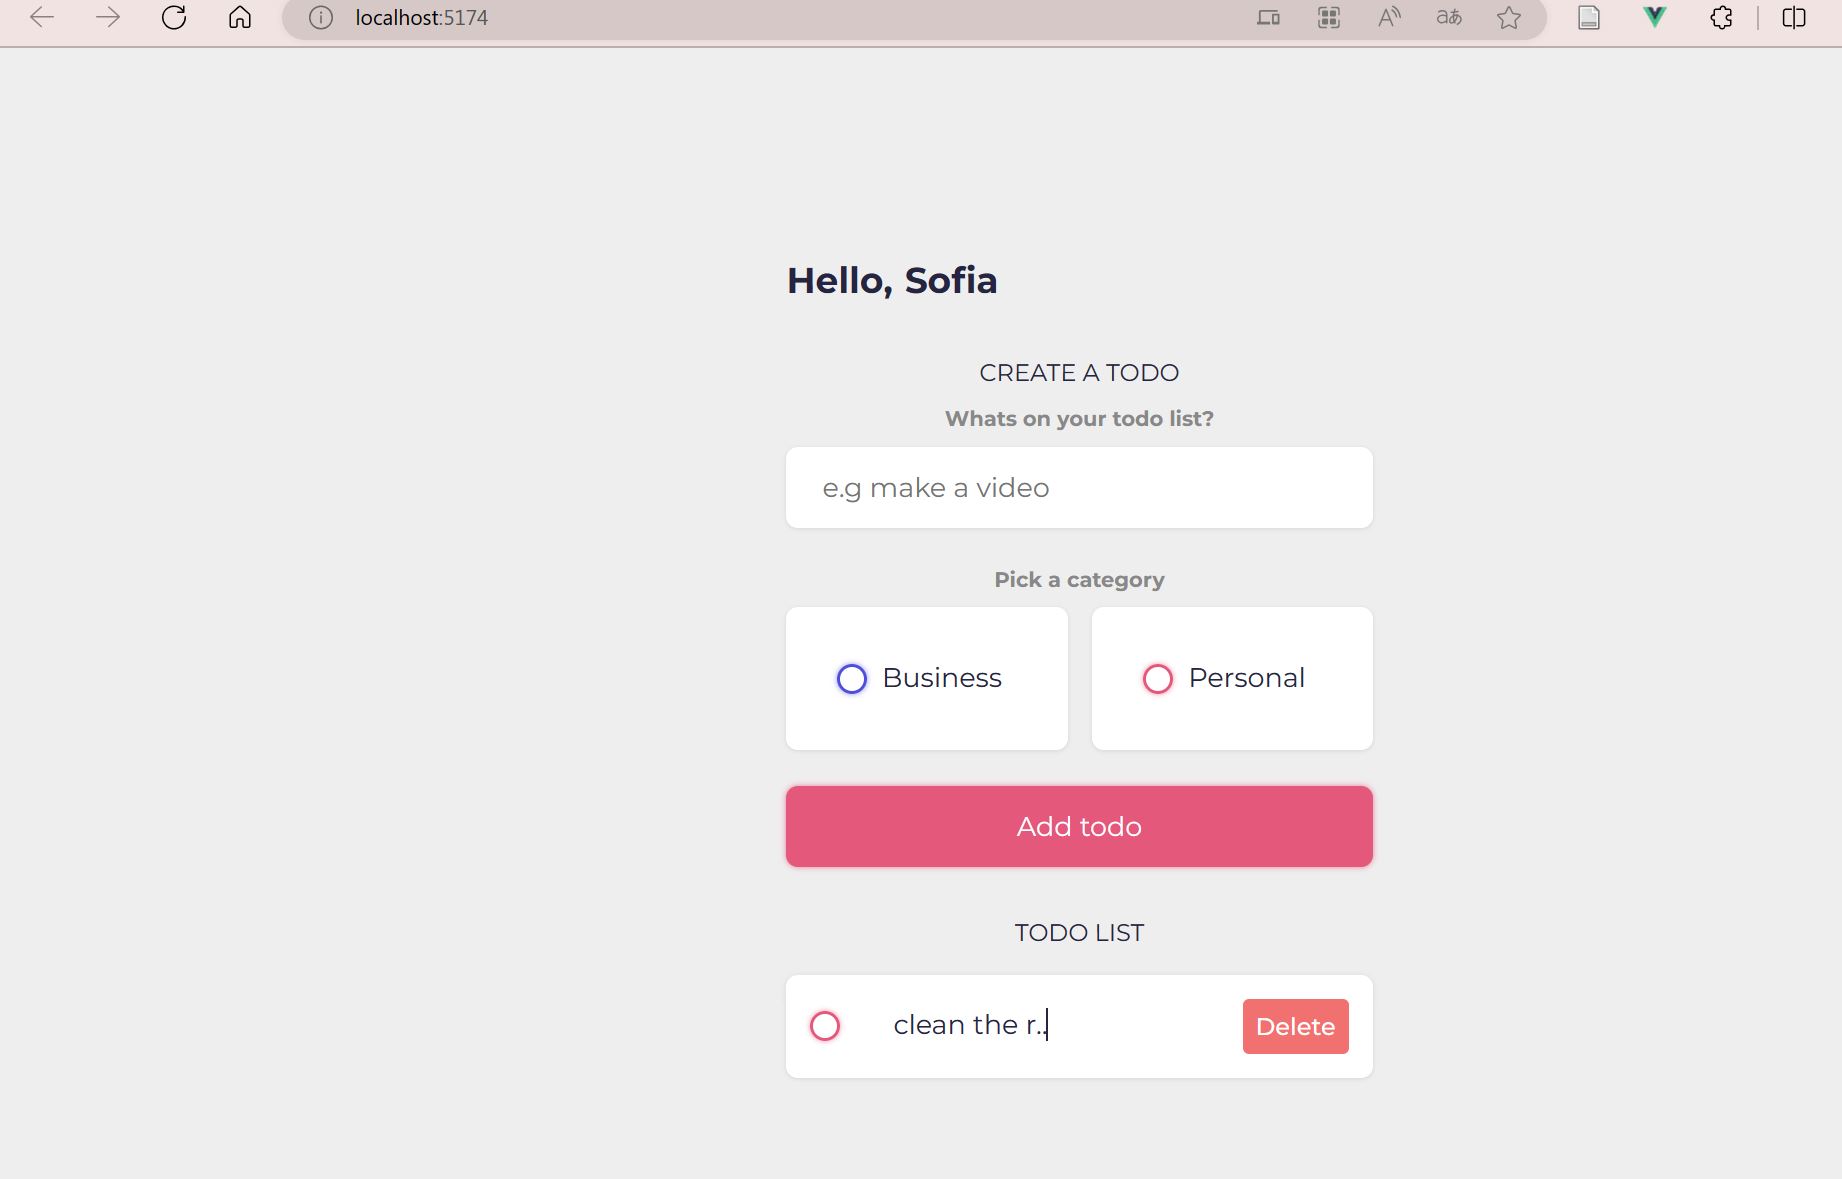 localhost:5174
Hello, Sofia
CREATE A TODO
Whats on your todo list?
e.g make a video
Pick a category
Business
Personal
Add todo
TODO LIST
clean the r..
Delete